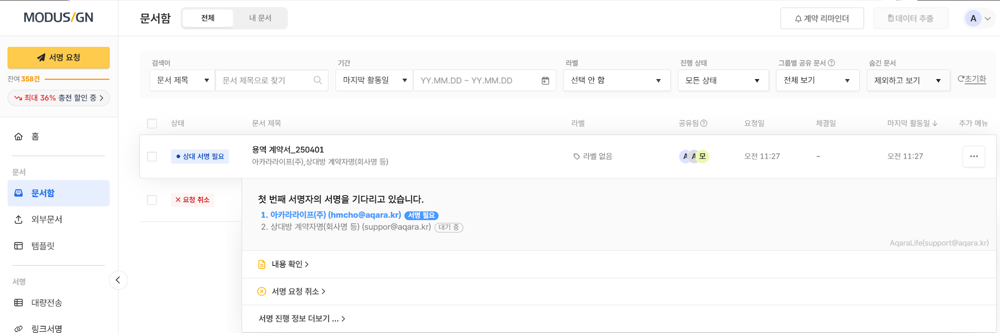 MODUSIGN
문서함
전체
내 문서
계약 리마인더
데이터 추출
A
서명 요청
잔여 358건
최대 36% 충전 할인 중
홈
문서
문서함
외부문서
템플릿
서명
대량전송
링크서명
검색어
기간
라벨
진행 상태
그룹별 공유 문서
숨긴 문서
문서 제목
문서 제목으로 찾기
마지막 활동일
YY.MM.DD ~ YY.MM.DD
선택 안 함
모든 상태
전체 보기
제외하고 보기
초기화
상태
문서 제목
라벨
공유됨
요청일
체결일
마지막 활동일
추가 메뉴
상대 서명 필요
용역 계약서_250401
아카라라이프(주),상대방 계약자명(회사명 등)
라벨 없음
A A 모
오전 11:27
-
오전 11:27
요청 취소
첫 번째 서명자의 서명을 기다리고 있습니다.
1. 아카라라이프(주) (hmcho@aqara.kr) 서명 필요
2. 상대방 계약자명(회사명 등) (suppor@aqara.kr) 대기 중
AqaraLife(support@aqara.kr)
내용 확인
서명 요청 취소
서명 진행 정보 더보기 ...